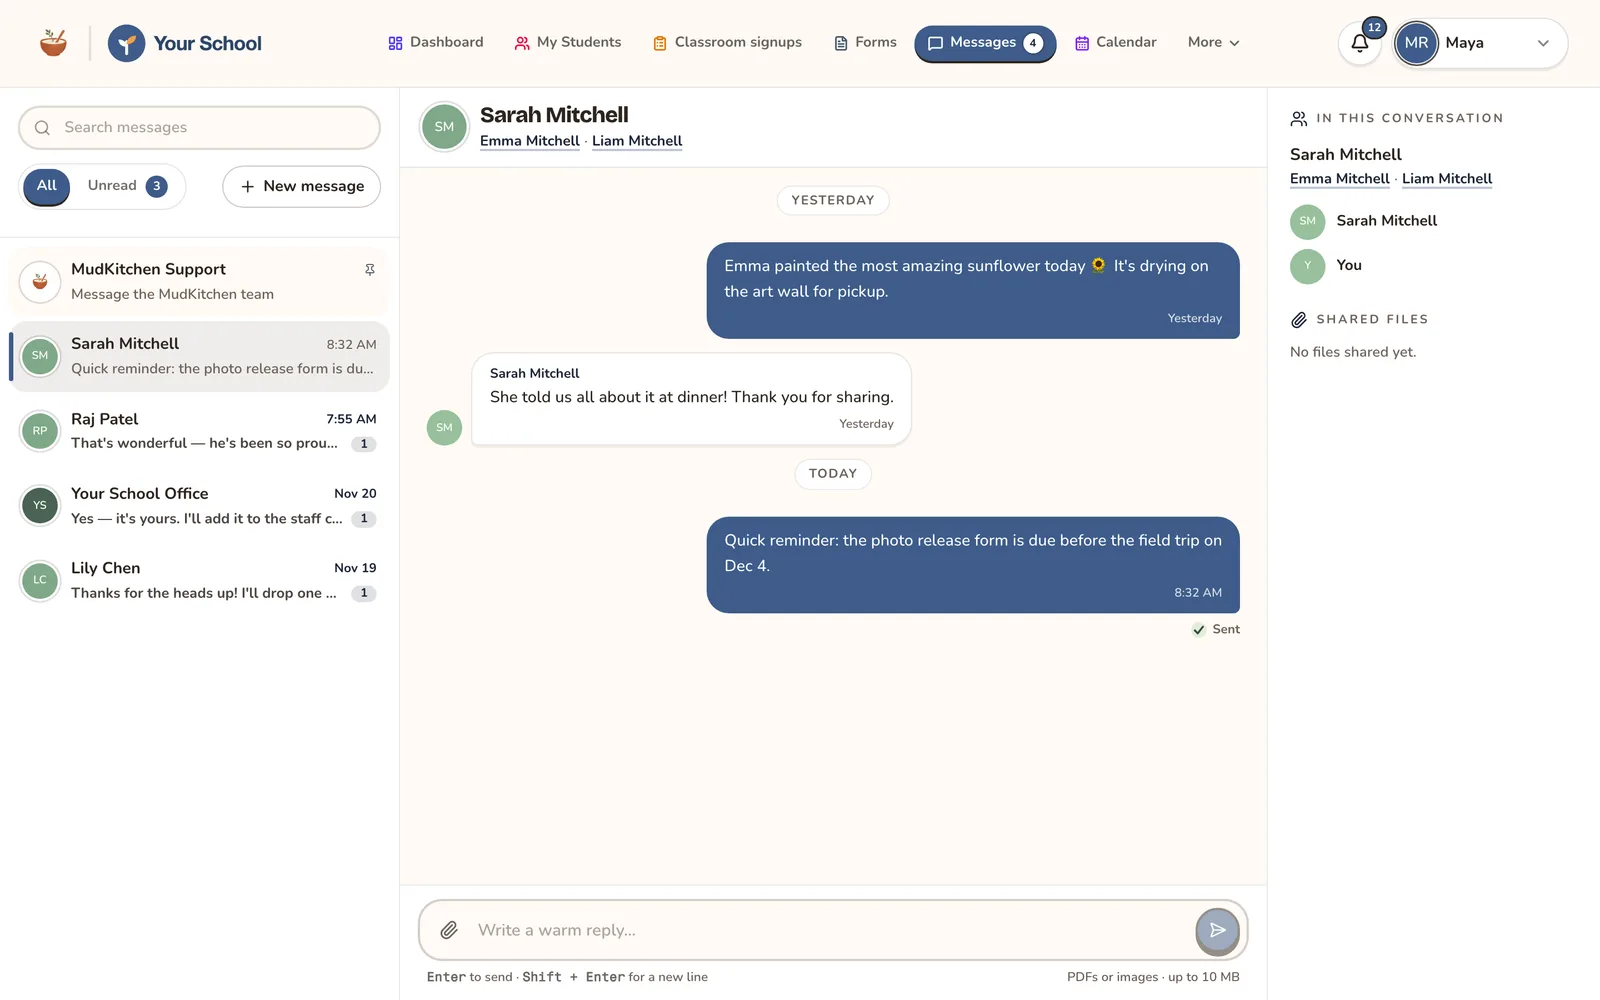 Your School
Dashboard
My Students
Classroom signups
Forms
Messages 4
Calendar
More
12
MR Maya
Search messages
All
Unread 3
+ New message
MudKitchen Support
Message the MudKitchen team
SM
Sarah Mitchell 8:32 AM
Quick reminder: the photo release form is du...
RP
Raj Patel 7:55 AM
That's wonderful — he's been so prou... 1
YS
Your School Office Nov 20
Yes — it's yours. I'll add it to the staff c... 1
LC
Lily Chen Nov 19
Thanks for the heads up! I'll drop one ... 1
SM
Sarah Mitchell
Emma Mitchell · Liam Mitchell
YESTERDAY
Emma painted the most amazing sunflower today 🌻 It's drying on
the art wall for pickup.
Yesterday
Sarah Mitchell
She told us all about it at dinner! Thank you for sharing.
Yesterday
SM
TODAY
Quick reminder: the photo release form is due before the field trip on
Dec 4.
8:32 AM
Sent
Write a warm reply...
Enter to send · Shift + Enter for a new line
PDFs or images · up to 10 MB
IN THIS CONVERSATION
Sarah Mitchell
Emma Mitchell · Liam Mitchell
SM Sarah Mitchell
Y You
SHARED FILES
No files shared yet.